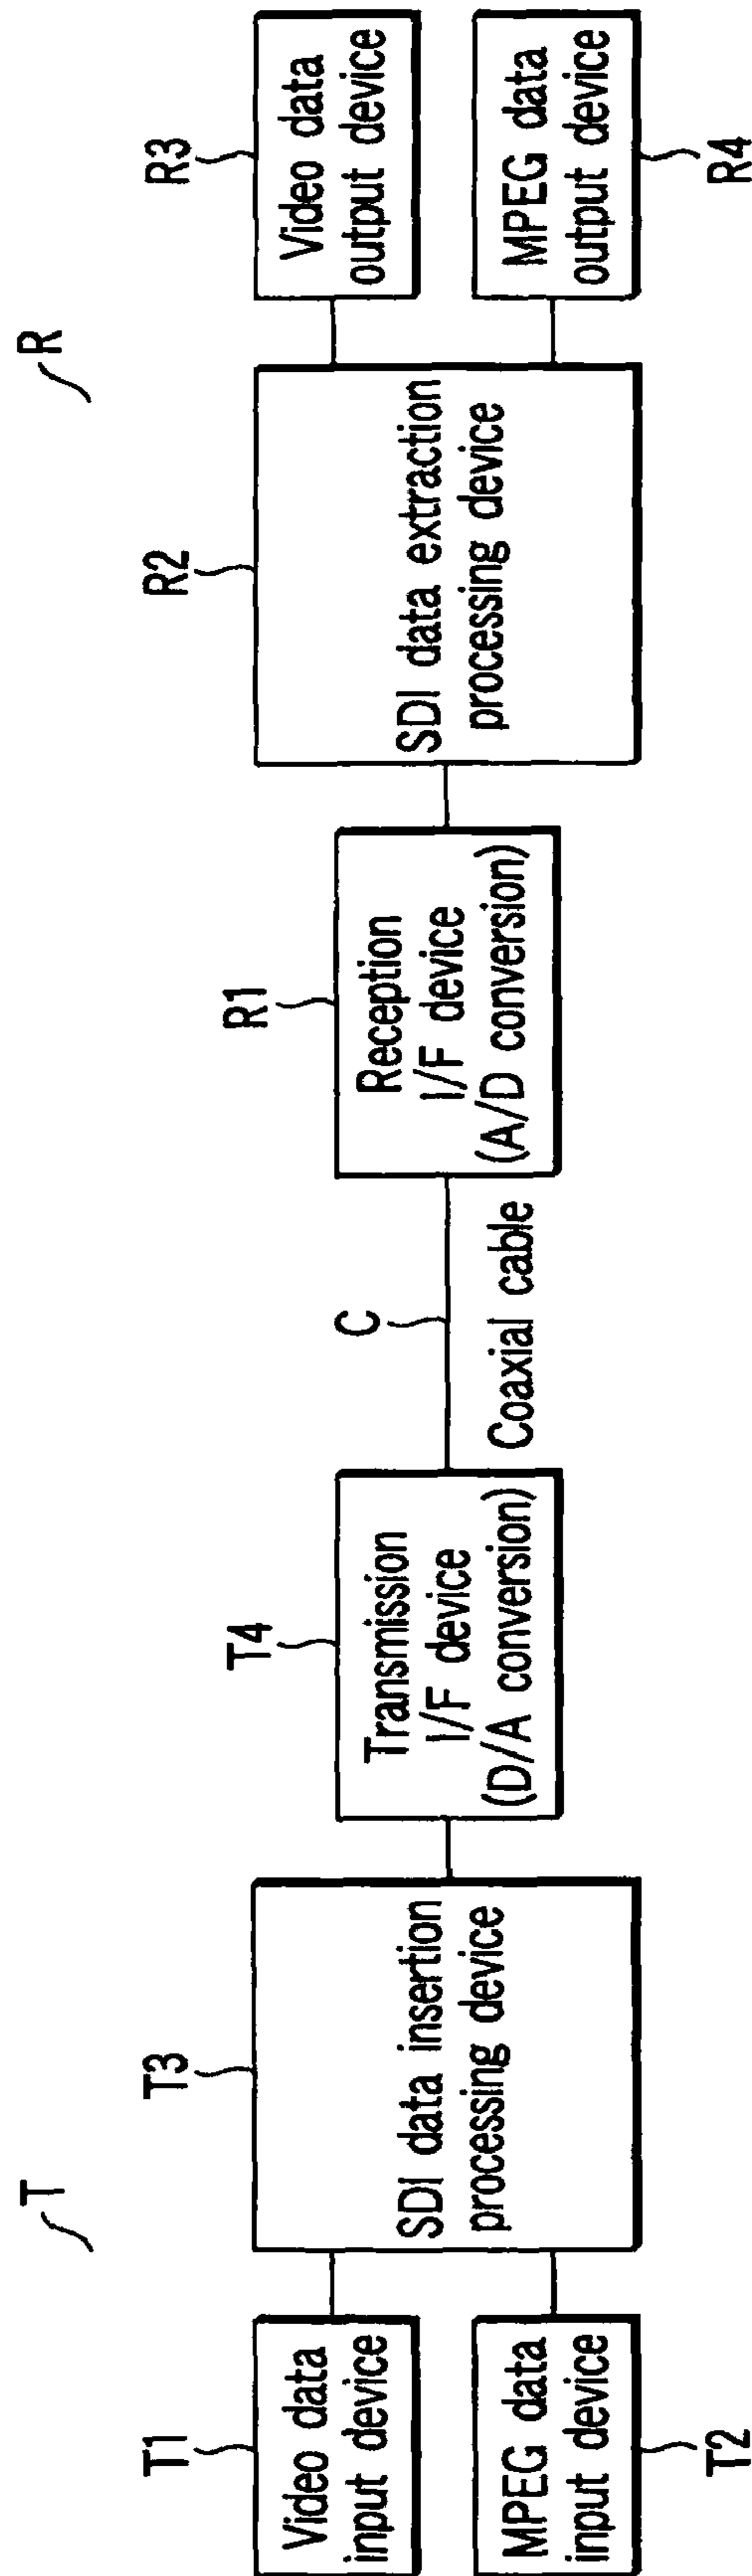 T
R
T1
Video data
input device
T2
MPEG data
input device
T3
SDI data insertion
processing device
T4
Transmission
I/F device
(D/A conversion)
C
Coaxial cable
R1
Reception
I/F device
(A/D conversion)
R2
SDI data extraction
processing device
R3
Video data
output device
R4
MPEG data
output device